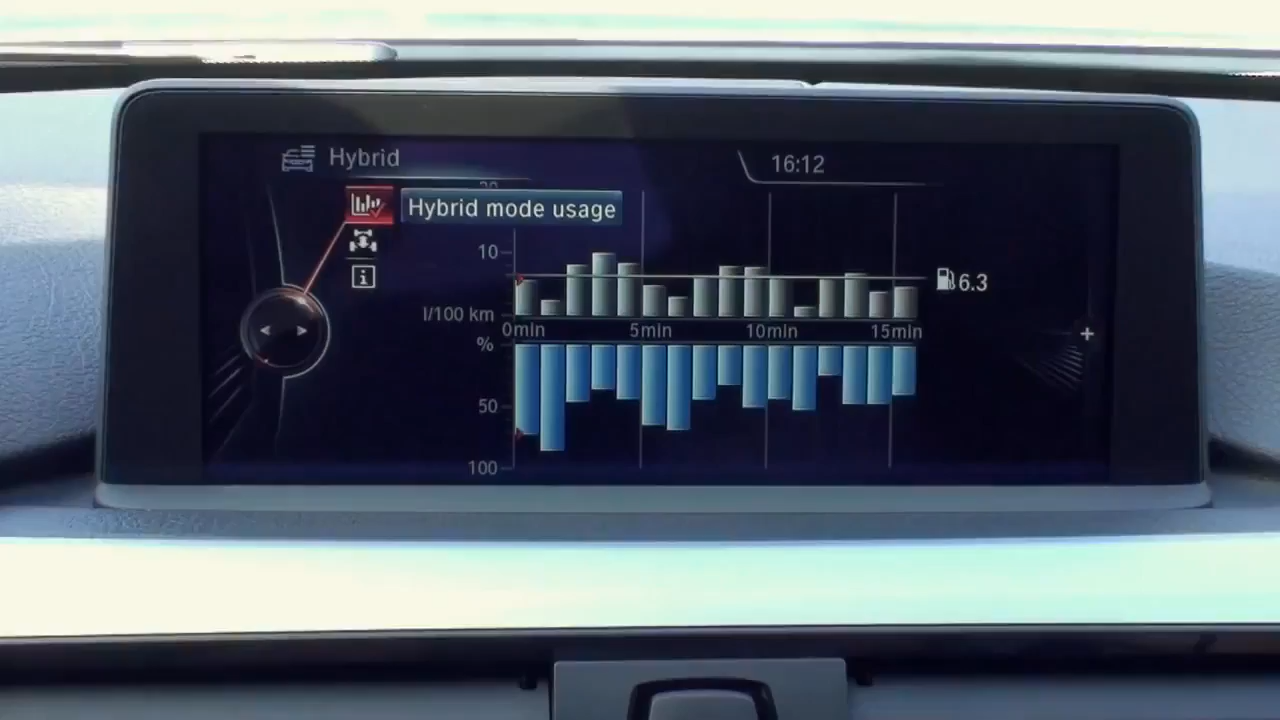 Hybrid
16:12
Hybrid mode usage
10
6.3
l/100 km
0min 5min 10min 15min
%
50
100